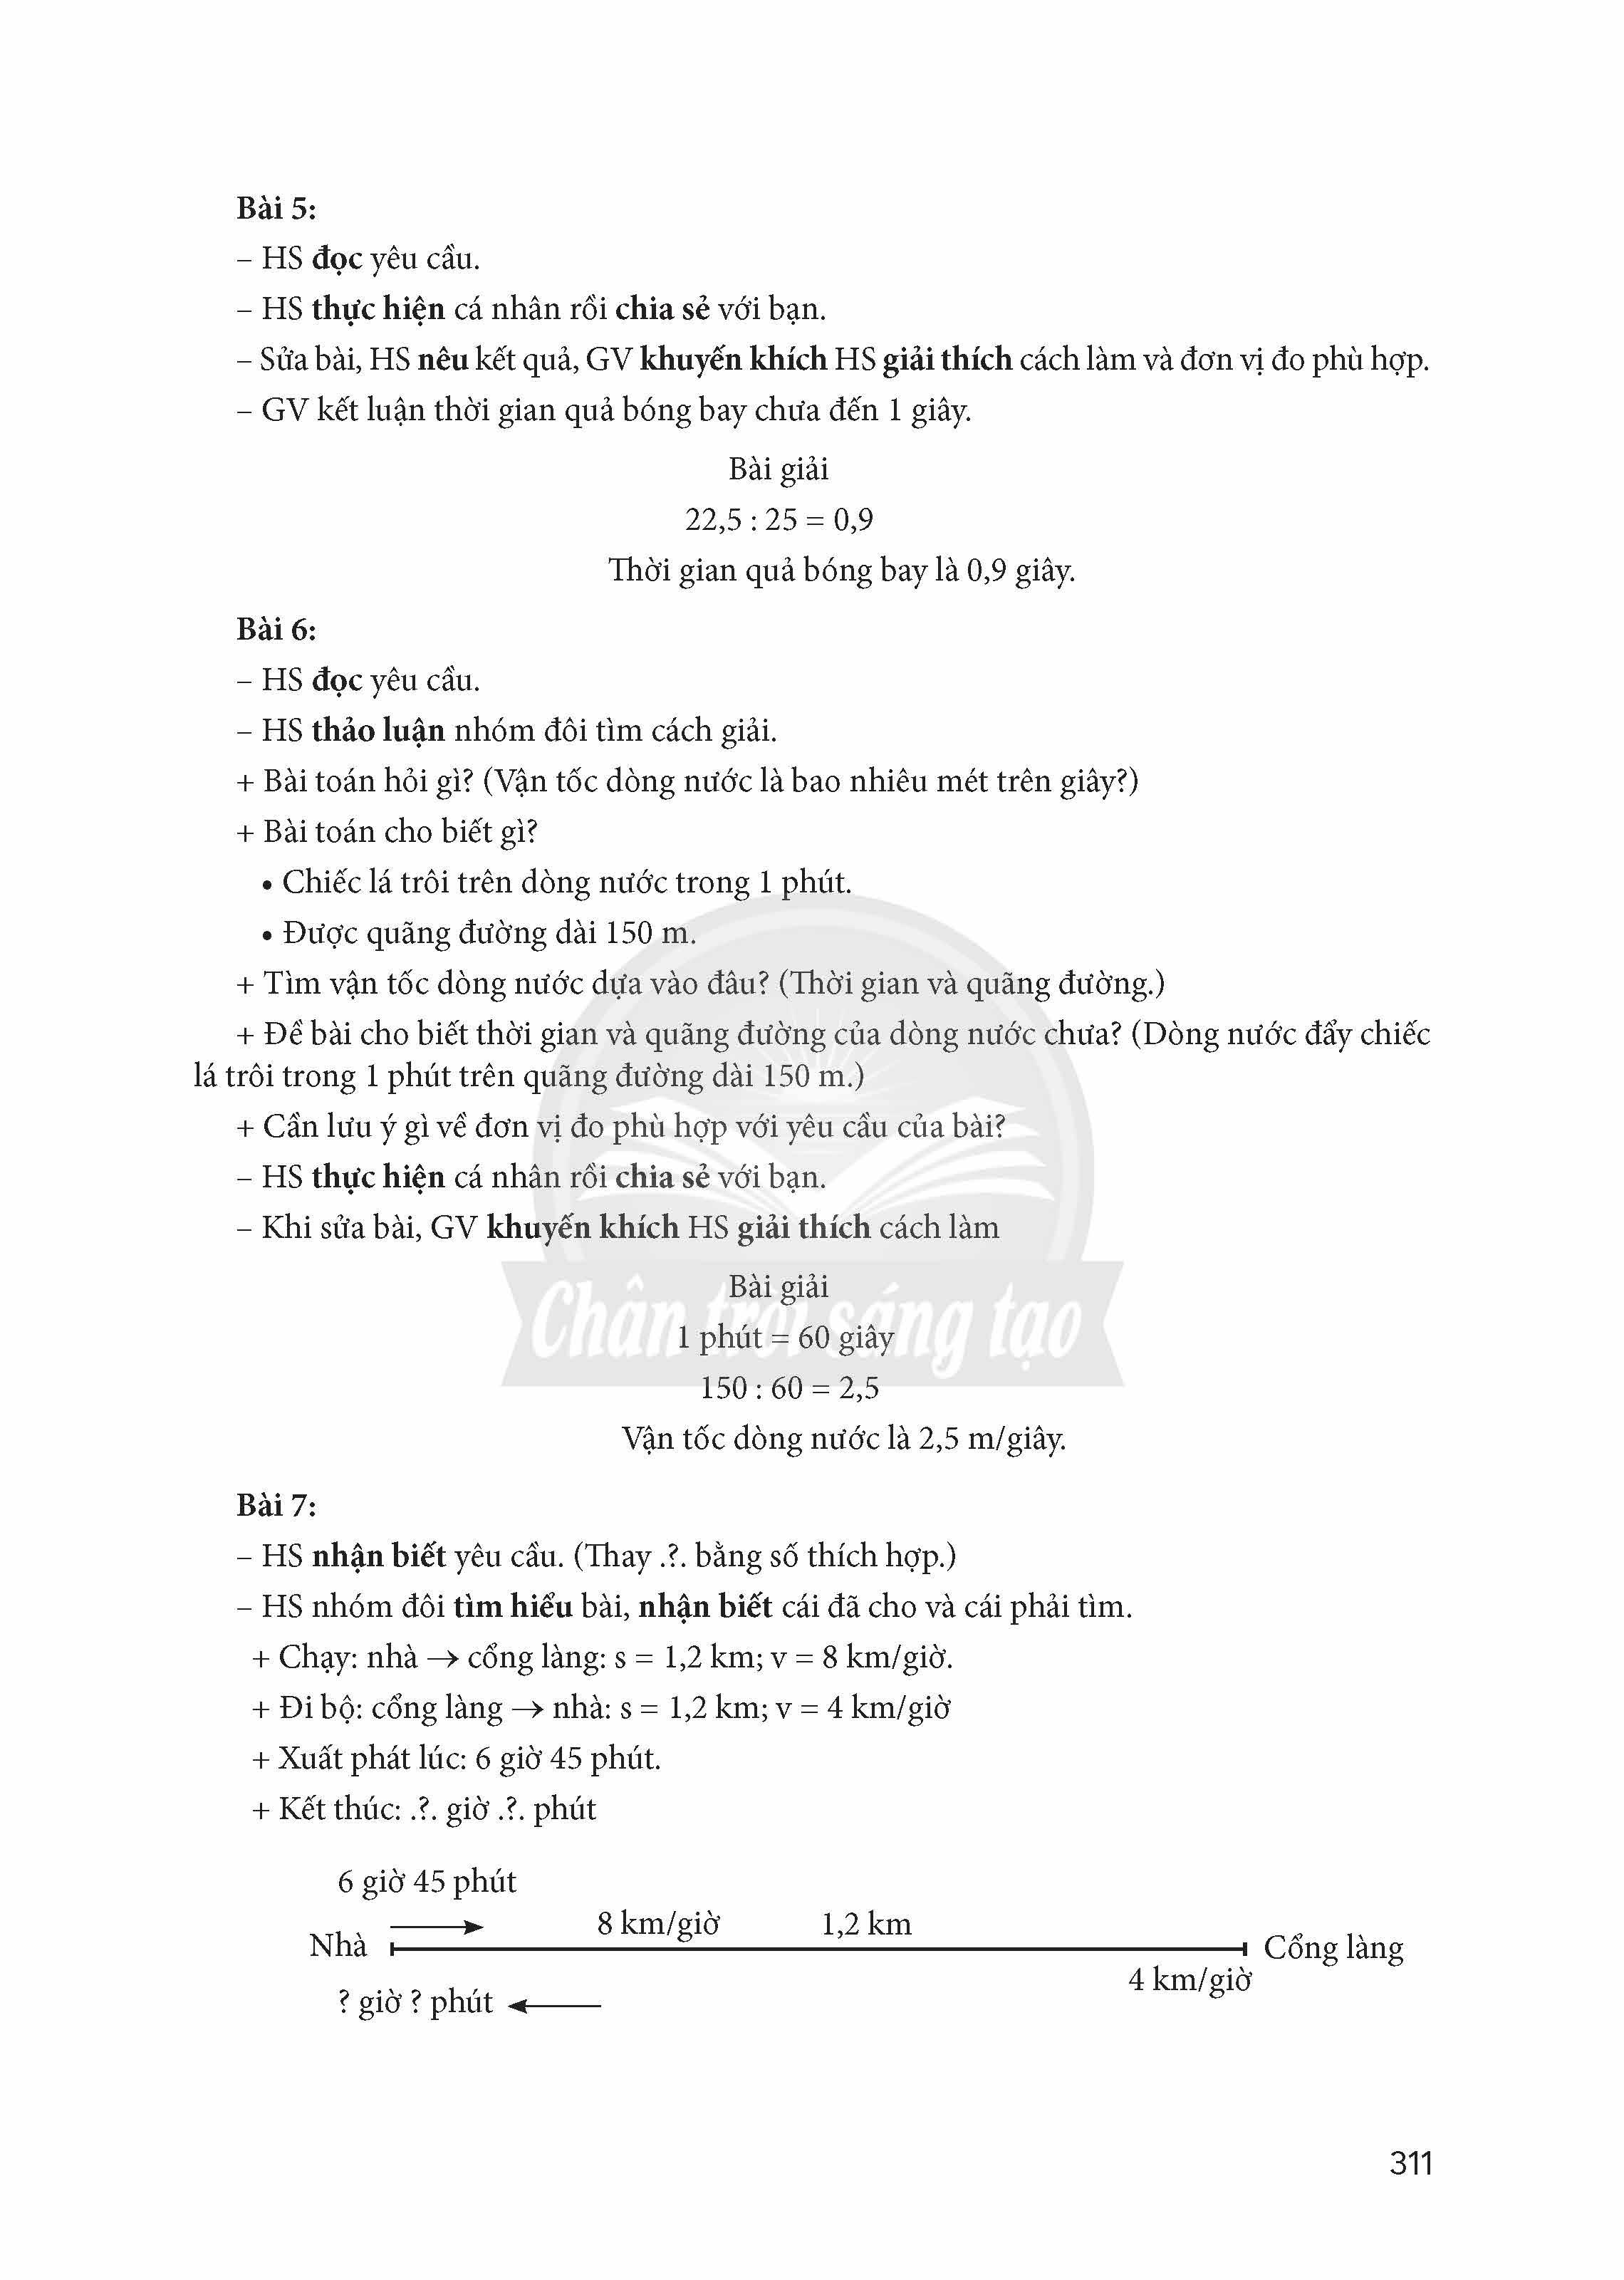 Bài 5:
– HS đọc yêu cầu.
– HS thực hiện cá nhân rồi chia sẻ với bạn.
– Sửa bài, HS nêu kết quả, GV khuyến khích HS giải thích cách làm và đơn vị đo phù hợp.
– GV kết luận thời gian quả bóng bay chưa đến 1 giây.
Bài giải
22,5 : 25 = 0,9
Thời gian quả bóng bay là 0,9 giây.
Bài 6:
– HS đọc yêu cầu.
– HS thảo luận nhóm đôi tìm cách giải.
+ Bài toán hỏi gì? (Vận tốc dòng nước là bao nhiêu mét trên giây?)
+ Bài toán cho biết gì?
• Chiếc lá trôi trên dòng nước trong 1 phút.
• Được quãng đường dài 150 m.
+ Tìm vận tốc dòng nước dựa vào đâu? (Thời gian và quãng đường.)
+ Đề bài cho biết thời gian và quãng đường của dòng nước chưa? (Dòng nước đẩy chiếc
lá trôi trong 1 phút trên quãng đường dài 150 m.)
+ Cần lưu ý gì về đơn vị đo phù hợp với yêu cầu của bài?
– HS thực hiện cá nhân rồi chia sẻ với bạn.
– Khi sửa bài, GV khuyến khích HS giải thích cách làm
Bài giải
Chân trời sáng tạo
1 phút = 60 giây
150 : 60 = 2,5
Vận tốc dòng nước là 2,5 m/giây.
Bài 7:
– HS nhận biết yêu cầu. (Thay .?. bằng số thích hợp.)
– HS nhóm đôi tìm hiểu bài, nhận biết cái đã cho và cái phải tìm.
+ Chạy: nhà → cổng làng: s = 1,2 km; v = 8 km/giờ.
+ Đi bộ: cổng làng → nhà: s = 1,2 km; v = 4 km/giờ
+ Xuất phát lúc: 6 giờ 45 phút.
+ Kết thúc: .?. giờ .?. phút
6 giờ 45 phút
8 km/giờ 1,2 km
Nhà Cổng làng
4 km/giờ
? giờ ? phút
311